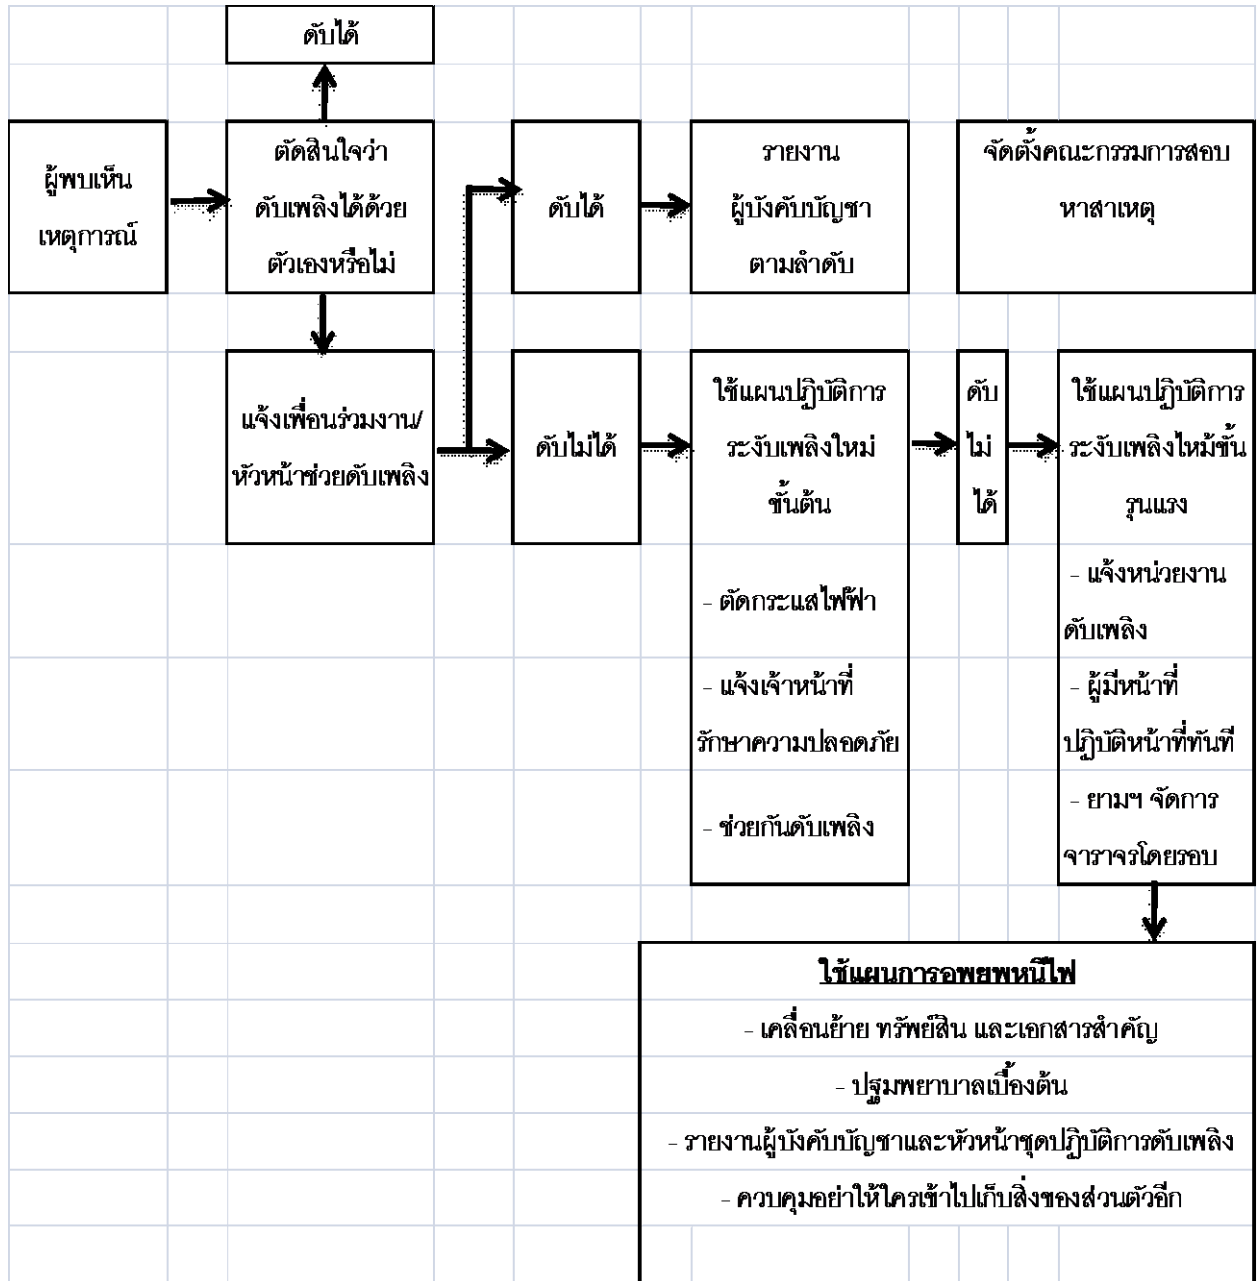 ดับได้
ผู้พบเห็น
เหตุการณ์
ตัดสินใจว่า
ดับเพลิงได้ด้วย
ตัวเองหรือไม่
ดับได้
รายงาน
ผู้บังคับบัญชา
ตามลำดับ
จัดตั้งคณะกรรมการสอบ
หาสาเหตุ
แจ้งเพื่อนร่วมงาน/
หัวหน้าช่วยดับเพลิง
ดับไม่ได้
ใช้แผนปฏิบัติการ
ระงับเพลิงใหม่
ขั้นต้น
- ตัดกระแสไฟฟ้า
- แจ้งเจ้าหน้าที่
รักษาความปลอดภัย
- ช่วยกันดับเพลิง
ดับ
ไม่
ได้
ใช้แผนปฏิบัติการ
ระงับเพลิงไหม้ขั้น
รุนแรง
- แจ้งหน่วยงาน
ดับเพลิง
- ผู้มีหน้าที่
ปฏิบัติหน้าที่ทันที
- ยามฯ จัดการ
จาราจรโดยรอบ
ใช้แผนการอพยพหนีไฟ
- เคลื่อนย้าย ทรัพย์สิน และเอกสารสำคัญ
- ปฐมพยาบาลเบื้องต้น
- รายงานผู้บังคับบัญชาและหัวหน้าชุดปฏิบัติการดับเพลิง
- ควบคุมอย่าให้ใครเข้าไปเก็บสิ่งของส่วนตัวอีก